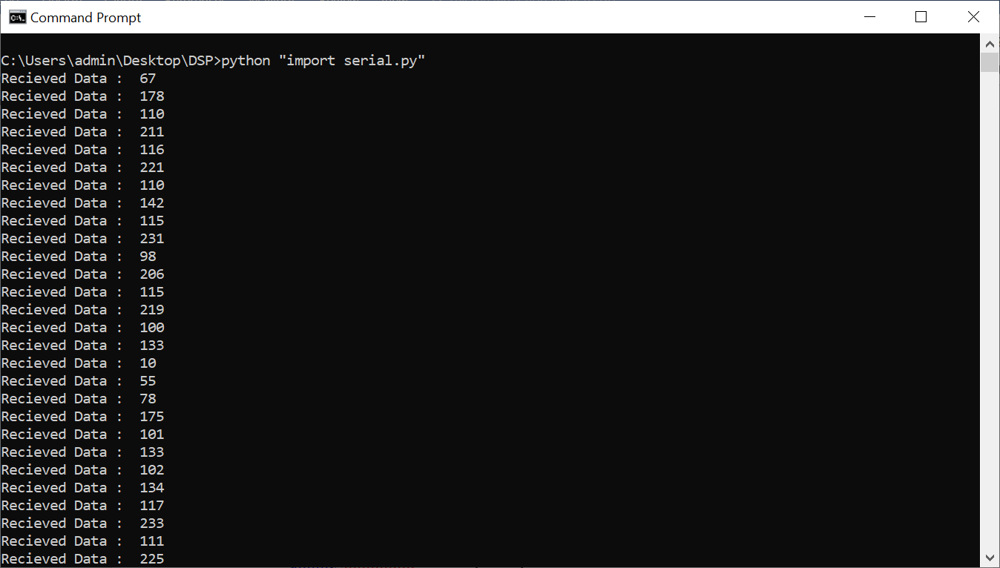 Command Prompt
C:\Users\admin\Desktop\DSP>python "import serial.py"
Recieved Data :  67
Recieved Data :  178
Recieved Data :  110
Recieved Data :  211
Recieved Data :  116
Recieved Data :  221
Recieved Data :  110
Recieved Data :  142
Recieved Data :  115
Recieved Data :  231
Recieved Data :  98
Recieved Data :  206
Recieved Data :  115
Recieved Data :  219
Recieved Data :  100
Recieved Data :  133
Recieved Data :  10
Recieved Data :  55
Recieved Data :  78
Recieved Data :  175
Recieved Data :  101
Recieved Data :  133
Recieved Data :  102
Recieved Data :  134
Recieved Data :  117
Recieved Data :  233
Recieved Data :  111
Recieved Data :  225